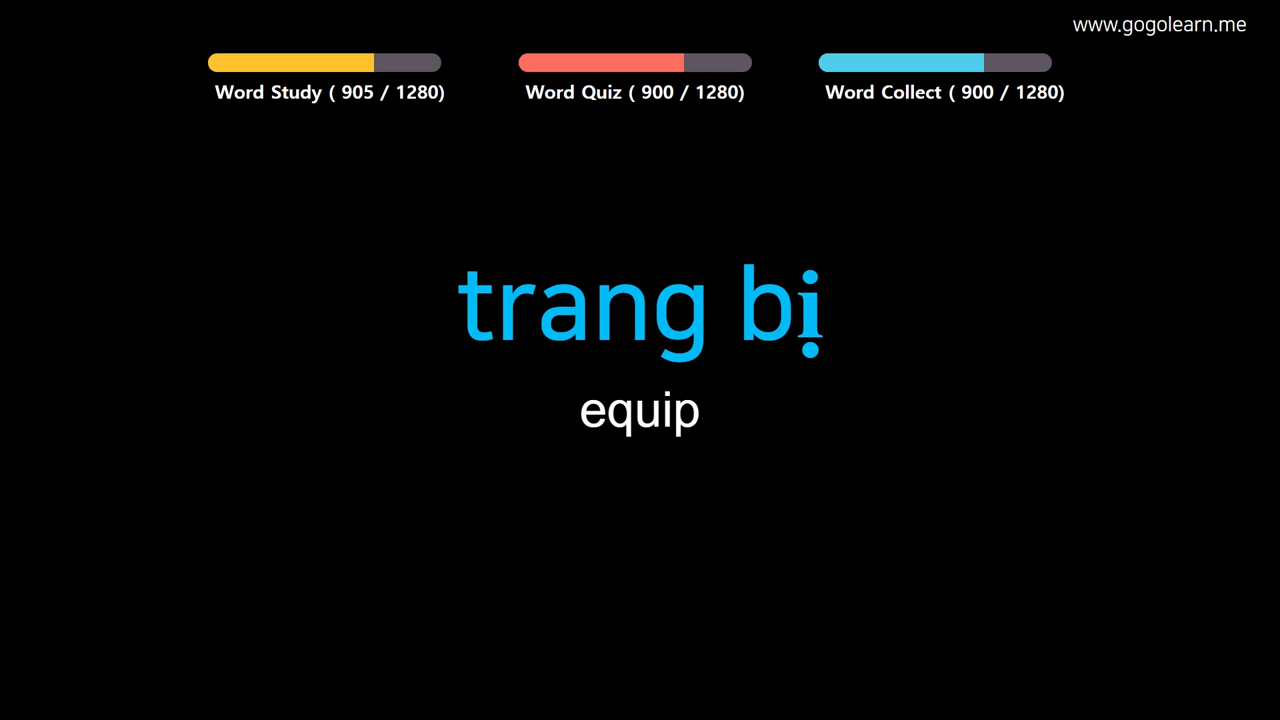 www.gogolearn.me
Word Study ( 905 / 1280)
Word Quiz ( 900 / 1280)
Word Collect ( 900 / 1280)
trang bị
equip